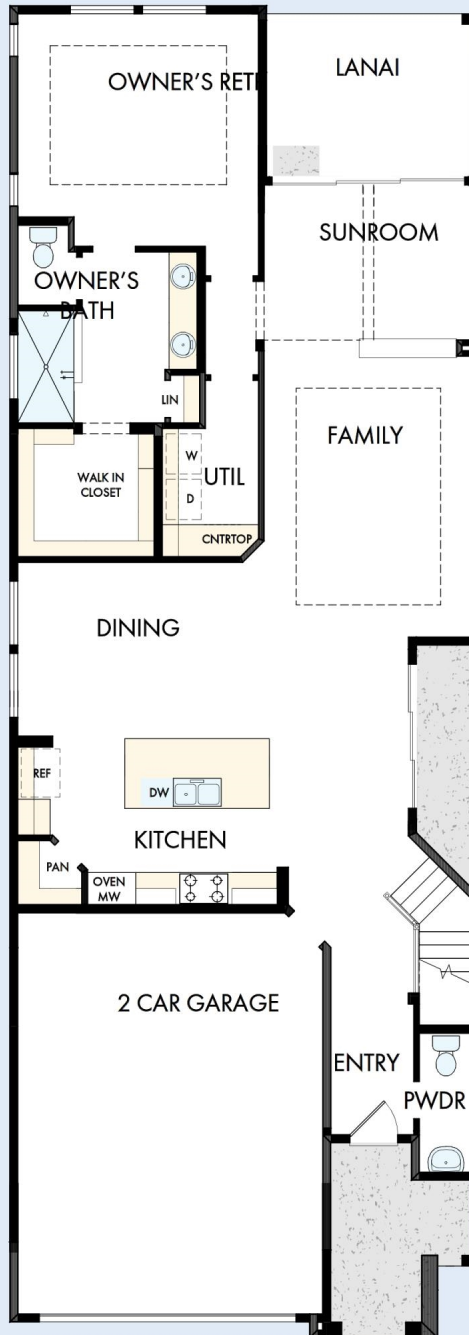 OWNER'S RETI
LANAI
SUNROOM
OWNER'S
BATH
LIN
FAMILY
W
WALK IN
CLOSET
UTIL
D
CNTRTOP
DINING
REF
DW
KITCHEN
PAN
OVEN
MW
2 CAR GARAGE
ENTRY
PWDR